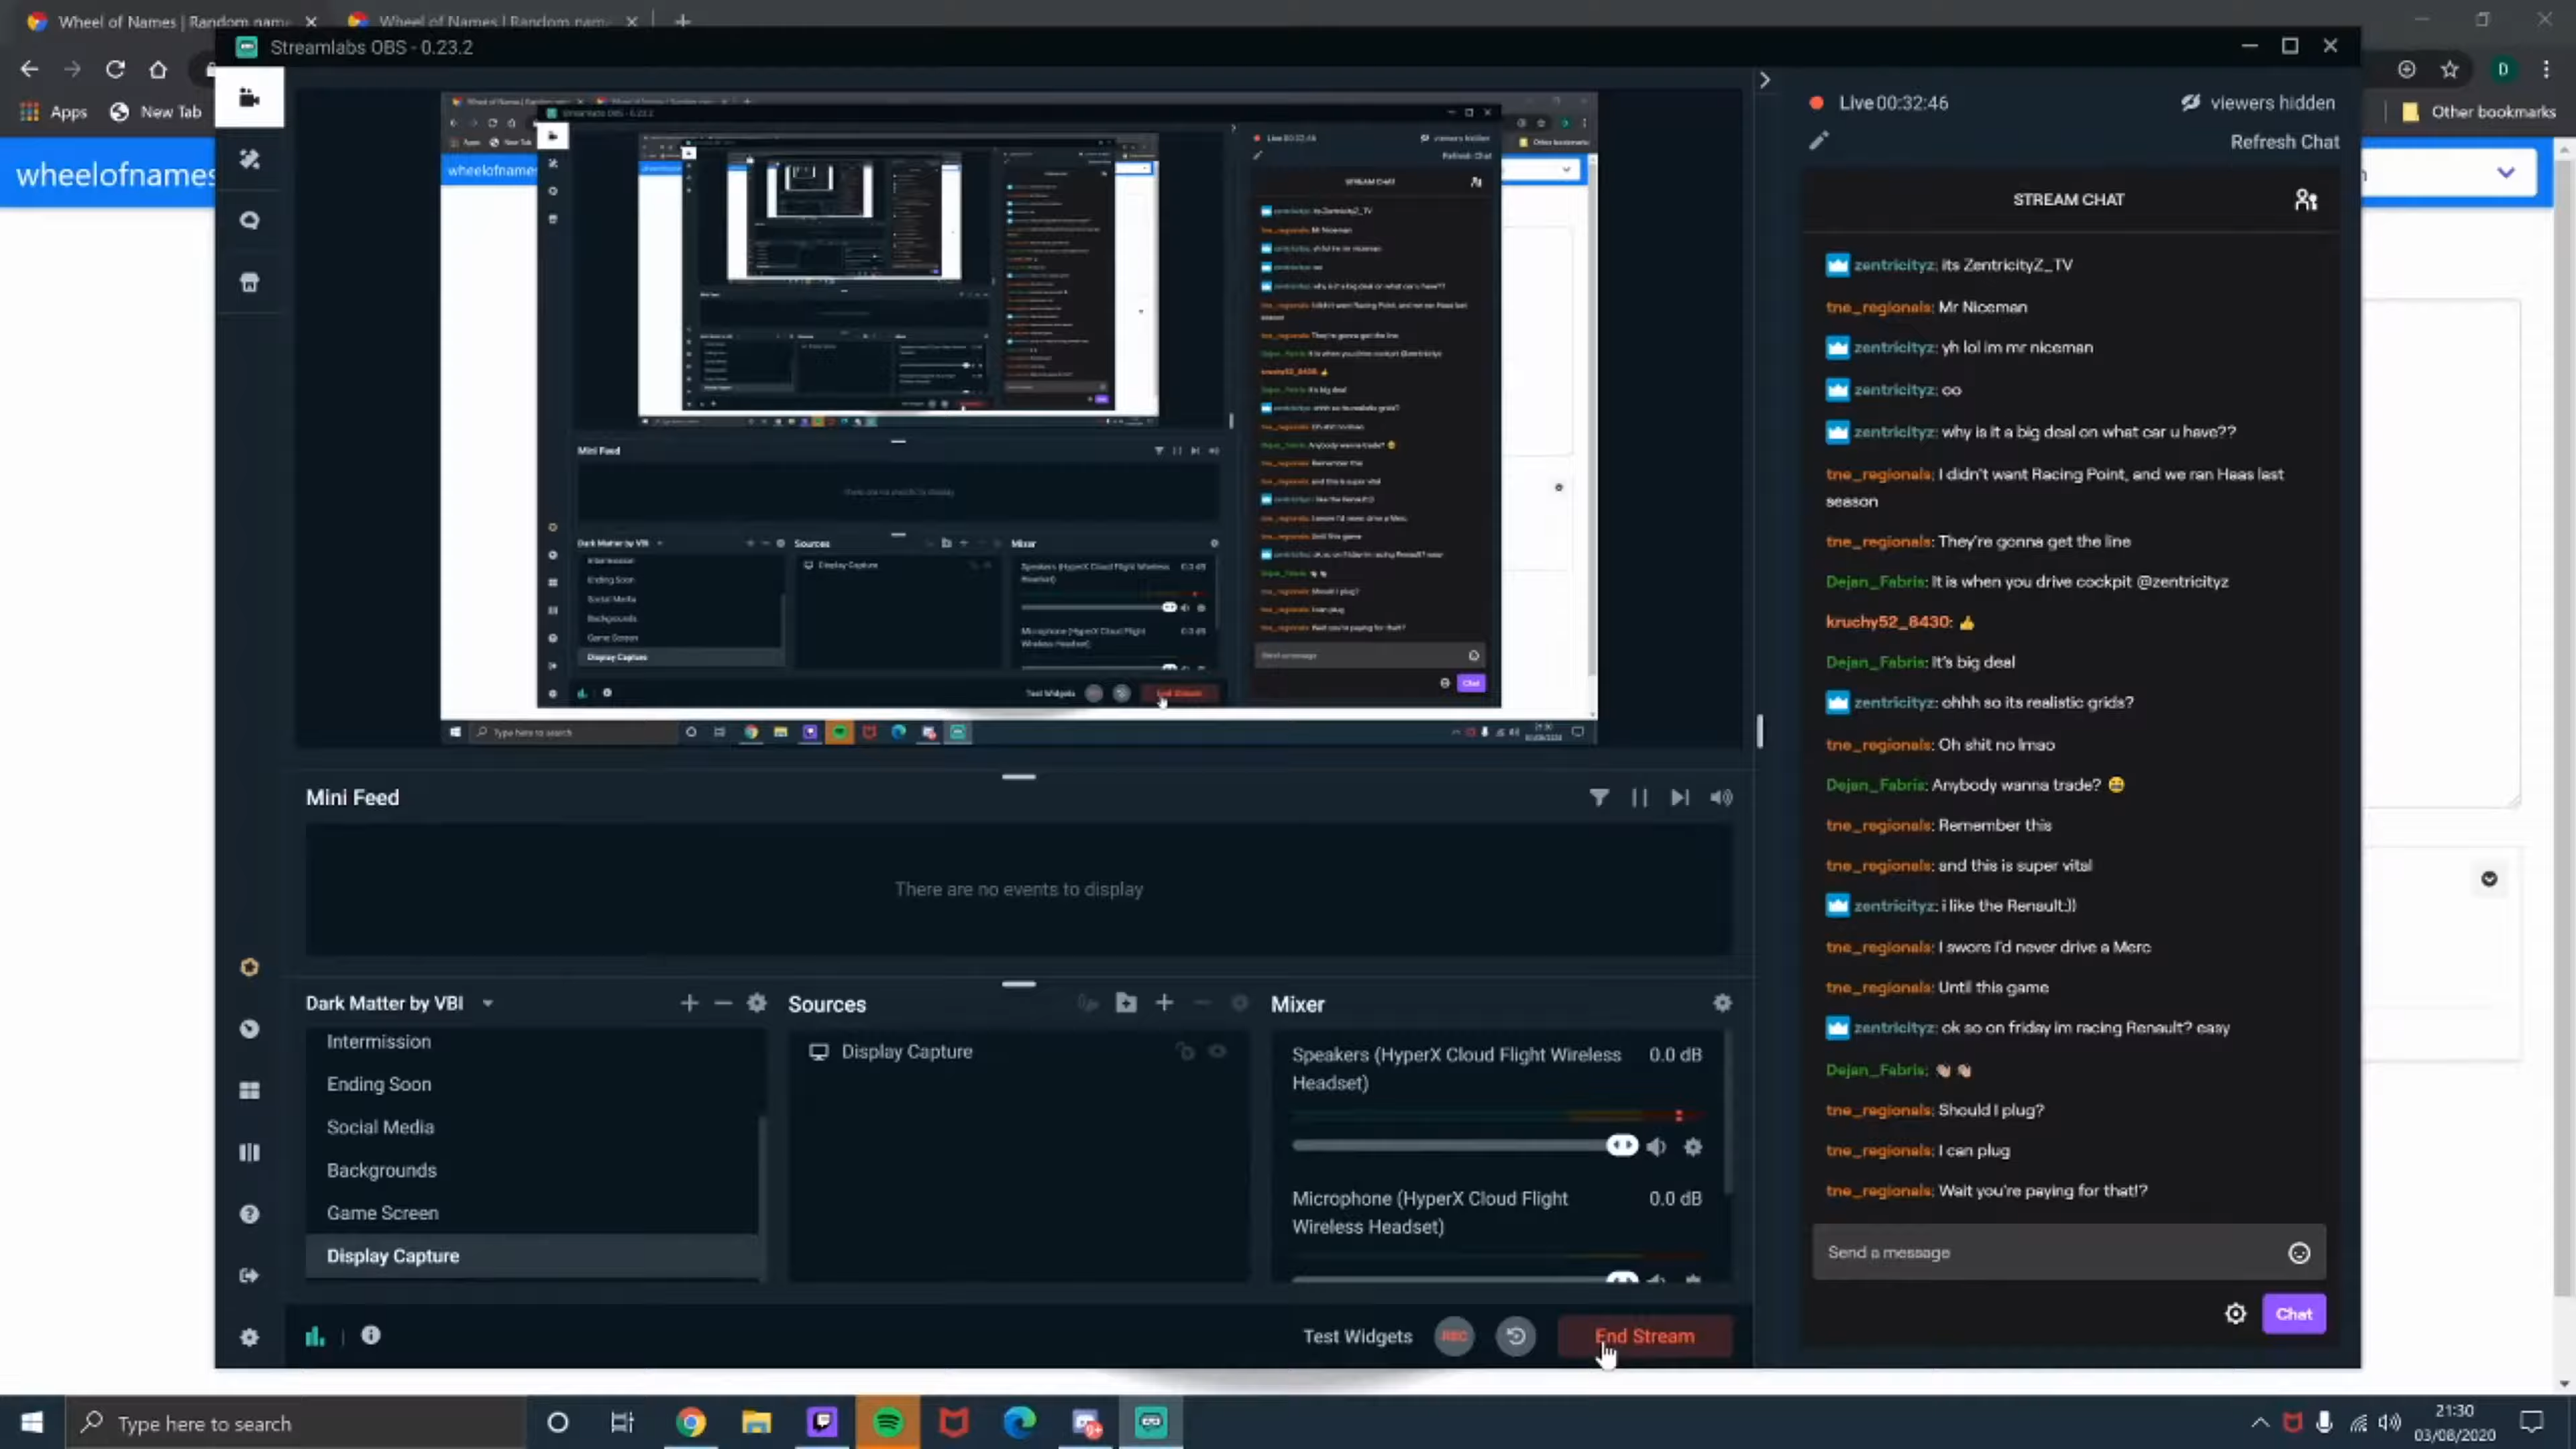 Wheel of Names | Random nam
Wheel of Names | Random nam
Streamlabs OBS - 0.23.2
Apps
New Tab
Other bookmarks
wheelofnames
D
Live 00:32:46
viewers hidden
Refresh Chat
STREAM CHAT
zentricityz: its ZentricityZ_TV
tne_regionals: Mr Niceman
zentricityz: yh lol im mr niceman
zentricityz: oo
zentricityz: why is it a big deal on what car u have??
tne_regionals: I didn't want Racing Point, and we ran Haas last
season
tne_regionals: They're gonna get the line
Dejan_Fabris: It is when you drive cockpit @zentricityz
kruchy52_8430: 👍
Dejan_Fabris: It's big deal
zentricityz: ohhh so its realistic grids?
tne_regionals: Oh shit no lmao
Dejan_Fabris: Anybody wanna trade? 😀
tne_regionals: Remember this
tne_regionals: and this is super vital
zentricityz: i like the Renault:))
tne_regionals: I swore I'd never drive a Merc
tne_regionals: Until this game
zentricityz: ok so on friday im racing Renault? easy
Dejan_Fabris: 👏🏼 👏🏼
tne_regionals: Should I plug?
tne_regionals: I can plug
tne_regionals: Wait you're paying for that!?
Send a message
Chat
Mini Feed
There are no events to display
Dark Matter by VBI
Intermission
Ending Soon
Social Media
Backgrounds
Game Screen
Display Capture
Sources
Display Capture
Mixer
Speakers (HyperX Cloud Flight Wireless
Headset)
0.0 dB
Microphone (HyperX Cloud Flight
Wireless Headset)
0.0 dB
Test Widgets
REC
End Stream
Type here to search
21:30
03/08/2020